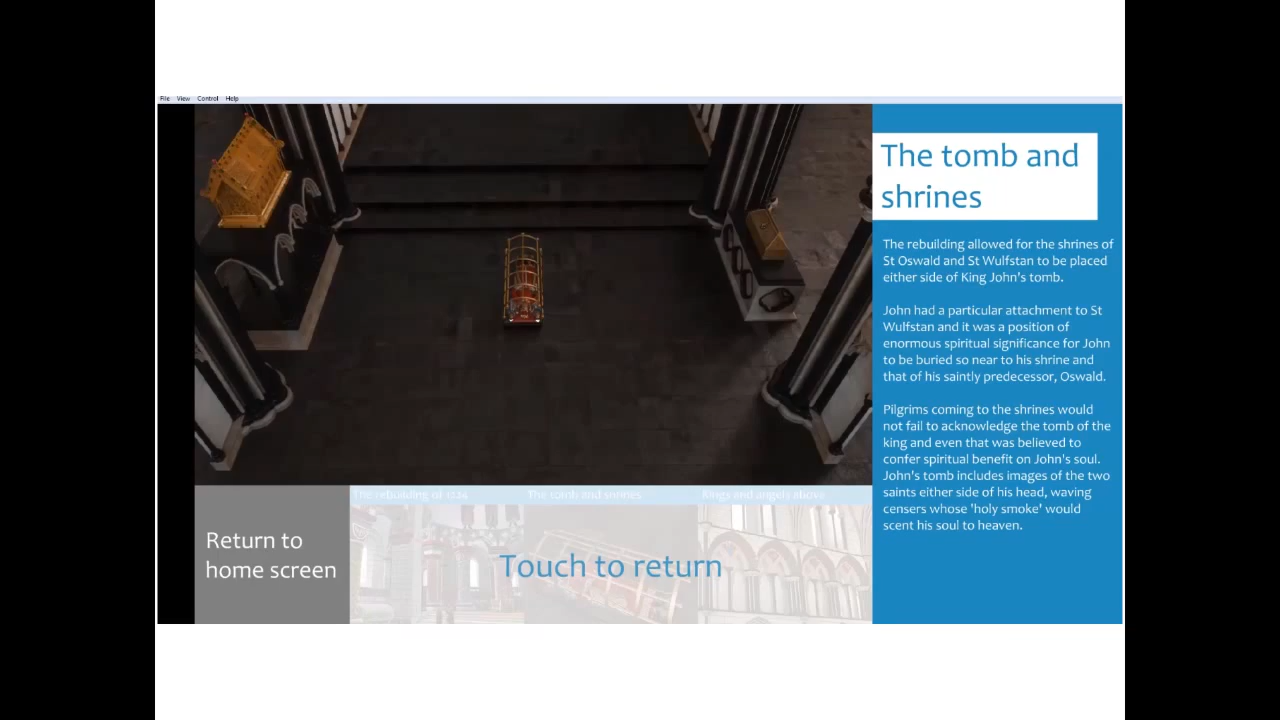 File View Control Help
The tomb and
shrines
The rebuilding allowed for the shrines of
St Oswald and St Wulfstan to be placed
either side of King John's tomb.
John had a particular attachment to St
Wulfstan and it was a position of
enormous spiritual significance for John
to be buried so near to his shrine and
that of his saintly predecessor, Oswald.
Pilgrims coming to the shrines would
not fail to acknowledge the tomb of the
king and even that was believed to
confer spiritual benefit on John's soul.
John's tomb includes images of the two
saints either side of his head, waving
censers whose 'holy smoke' would
scent his soul to heaven.
The rebuilding of 1224
The tomb and shrines
Kings and angels above
Return to
home screen
Touch to return